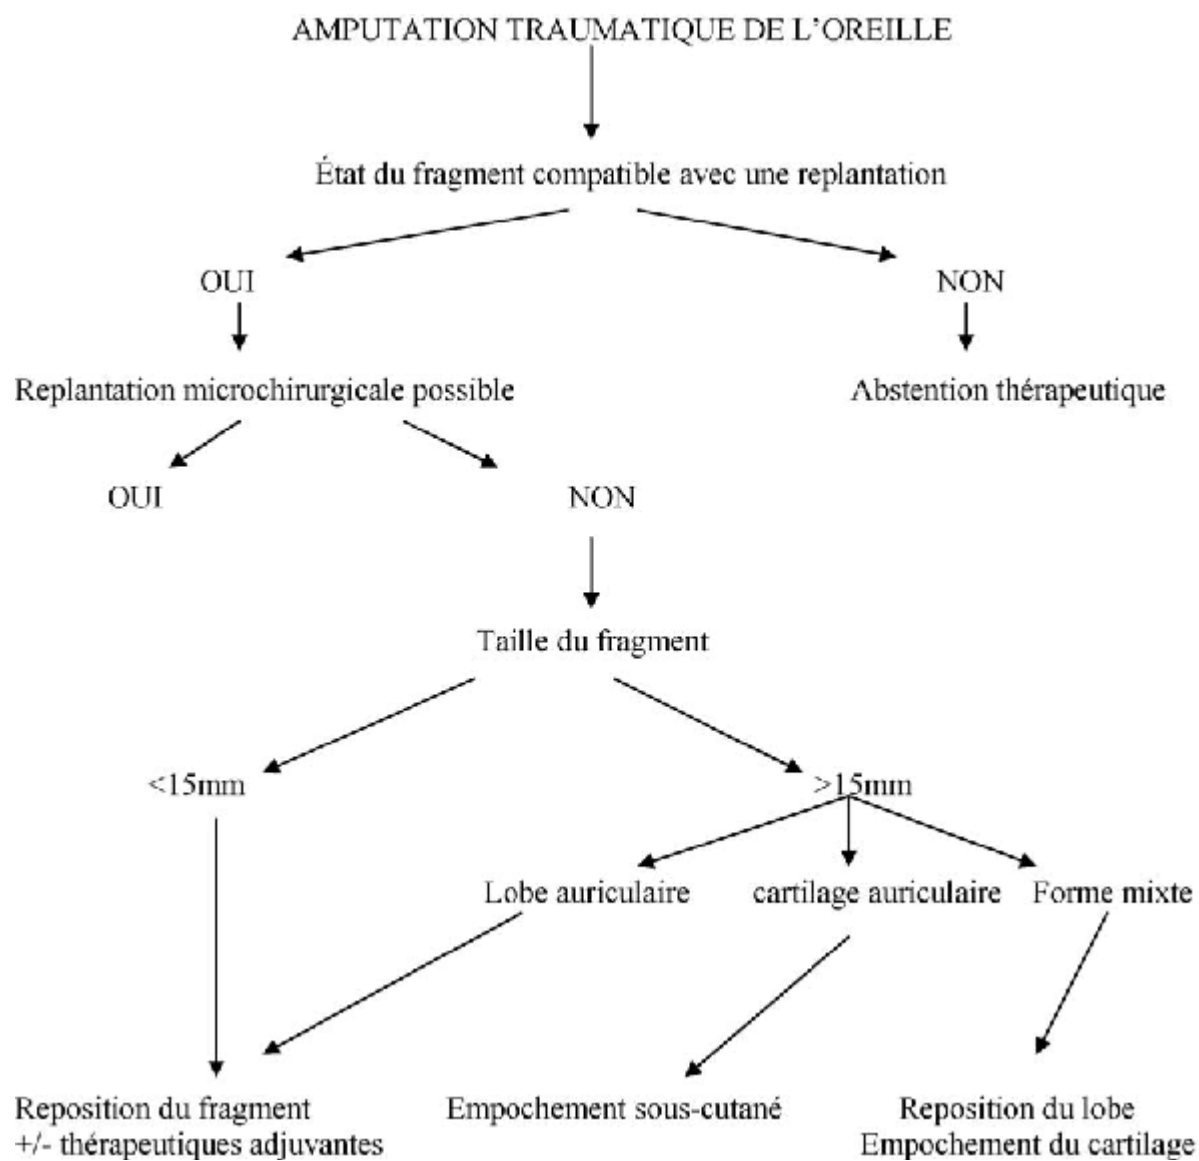 AMPUTATION TRAUMATIQUE DE L'OREILLE
État du fragment compatible avec une replantation
OUI
NON
Replantation microchirurgicale possible
Abstention thérapeutique
OUI
NON
Taille du fragment
<15mm
>15mm
Lobe auriculaire
cartilage auriculaire
Forme mixte
Reposition du fragment
+/- thérapeutiques adjuvantes
Empochement sous-cutané
Reposition du lobe
Empochement du cartilage